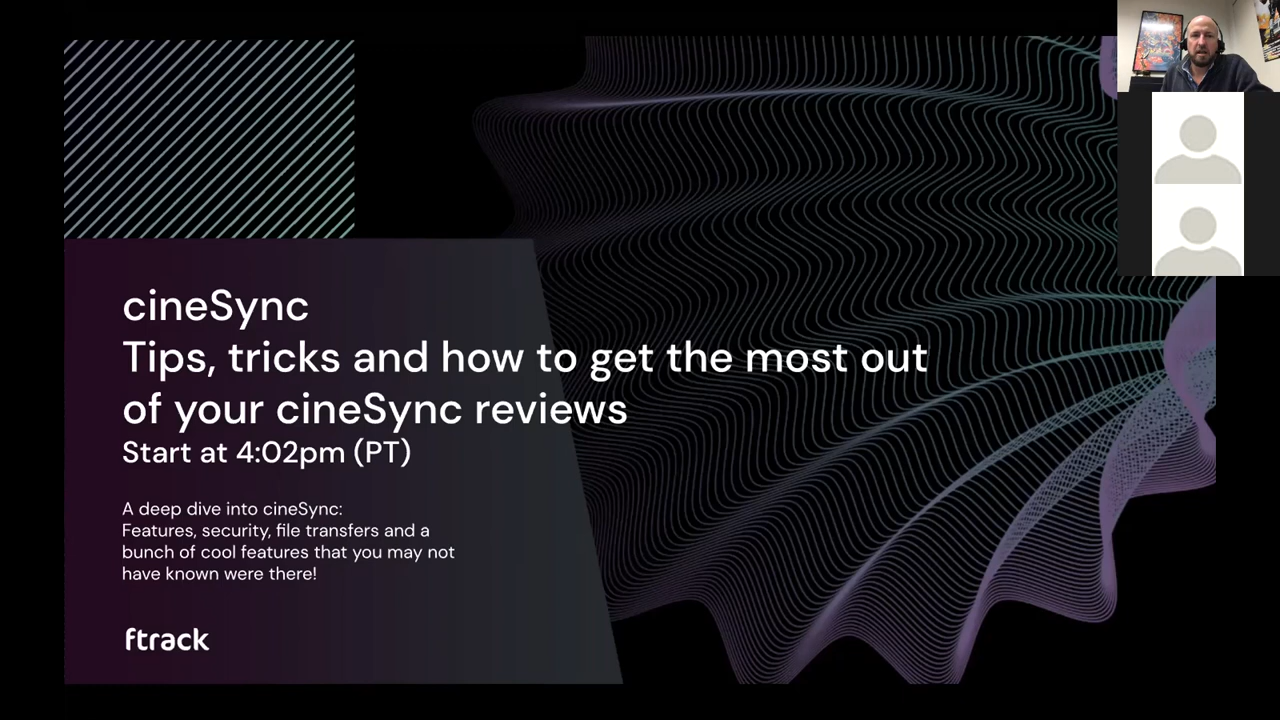 cineSync
Tips, tricks and how to get the most out
of your cineSync reviews
Start at 4:02pm (PT)
A deep dive into cineSync:
Features, security, file transfers and a
bunch of cool features that you may not
have known were there!
ftrack